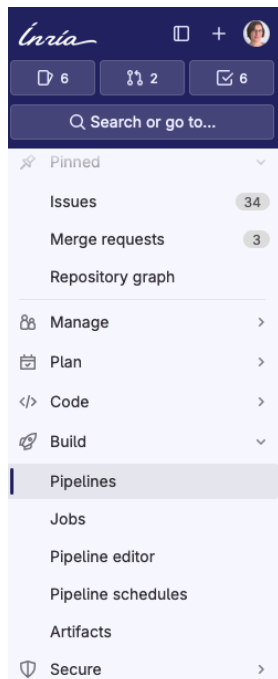 Inria
6 2 6
Search or go to...
Pinned
Issues 34
Merge requests 3
Repository graph
Manage
Plan
Code
Build
Pipelines
Jobs
Pipeline editor
Pipeline schedules
Artifacts
Secure